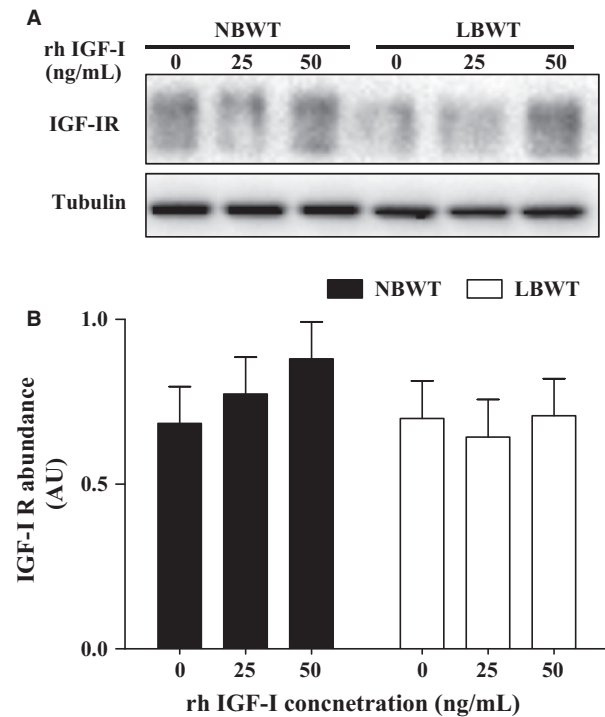 A
NBWT LBWT
rh IGF-I (ng/mL)
0 25 50 0 25 50
IGF-IR
Tubulin
NBWT LBWT
B
1.0
0.5
0.0
IGF-I R abundance
(AU)
0 25 50 0 25 50
rh IGF-I concnetration (ng/mL)